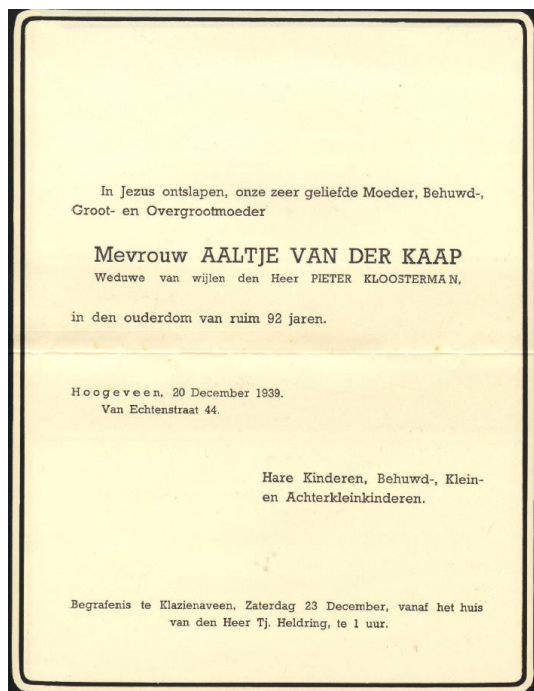 In Jezus ontslapen, onze zeer geliefde Moeder, Behuwd-,
Groot- en Overgrootmoeder
Mevrouw AALTJE VAN DER KAAP
Weduwe van wijlen den Heer PIETER KLOOSTERMAN,
in den ouderdom van ruim 92 jaren.
Hoogeveen, 20 December 1939.
Van Echtenstraat 44.
Hare Kinderen, Behuwd-, Klein-
en Achterkleinkinderen.
Begrafenis te Klazienaveen, Zaterdag 23 December, vanaf het huis
van den Heer Tj. Heldring, te 1 uur.